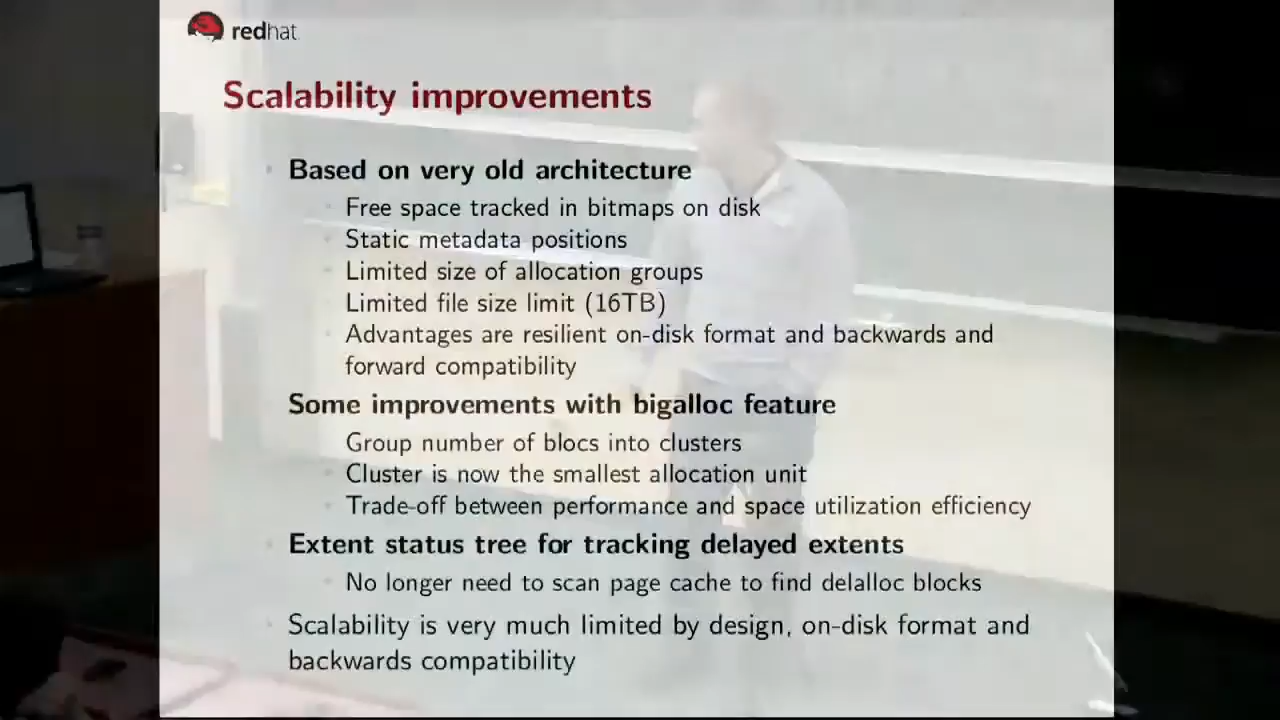 redhat
Scalability improvements
Based on very old architecture
Free space tracked in bitmaps on disk
Static metadata positions
Limited size of allocation groups
Limited file size limit (16TB)
Advantages are resilient on-disk format and backwards and
forward compatibility
Some improvements with bigalloc feature
Group number of blocs into clusters
Cluster is now the smallest allocation unit
Trade-off between performance and space utilization efficiency
Extent status tree for tracking delayed extents
No longer need to scan page cache to find delalloc blocks
Scalability is very much limited by design, on-disk format and
backwards compatibility